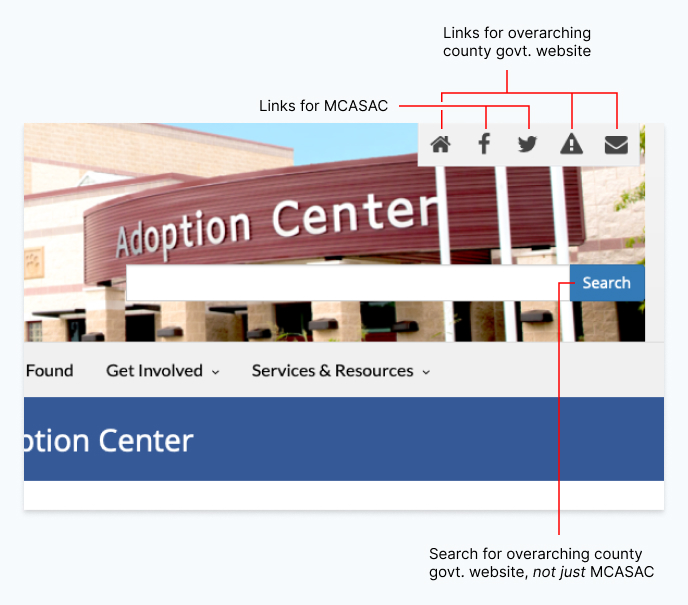 Links for overarching
county govt. website
Links for MCASAC
Adoption Center
Search
Found
Get Involved
Services & Resources
ption Center
Search for overarching county
govt. website, not just MCASAC